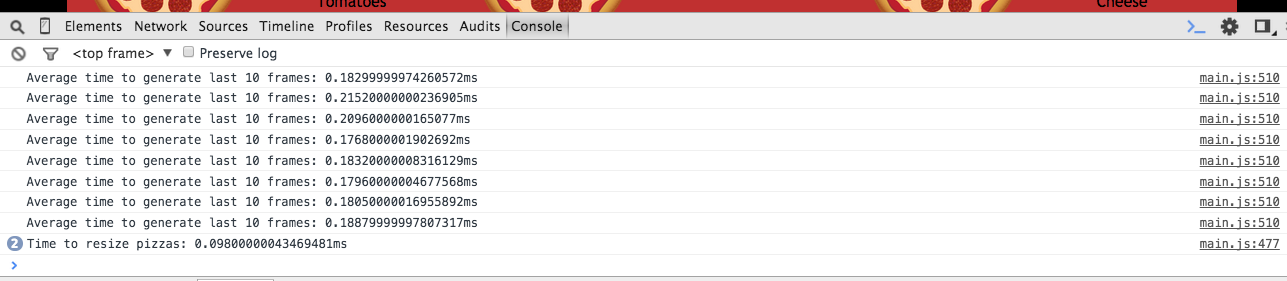 Tomatoes Cheese
Elements Network Sources Timeline Profiles Resources Audits Console
<top frame> ▼ Preserve log
Average time to generate last 10 frames: 0.18299999974260572ms main.js:510
Average time to generate last 10 frames: 0.21520000000236905ms main.js:510
Average time to generate last 10 frames: 0.2096000000165077ms main.js:510
Average time to generate last 10 frames: 0.1768000001902692ms main.js:510
Average time to generate last 10 frames: 0.18320000008316129ms main.js:510
Average time to generate last 10 frames: 0.17960000004677568ms main.js:510
Average time to generate last 10 frames: 0.18050000016955892ms main.js:510
Average time to generate last 10 frames: 0.18879999997807317ms main.js:510
2 Time to resize pizzas: 0.09800000043469481ms main.js:477